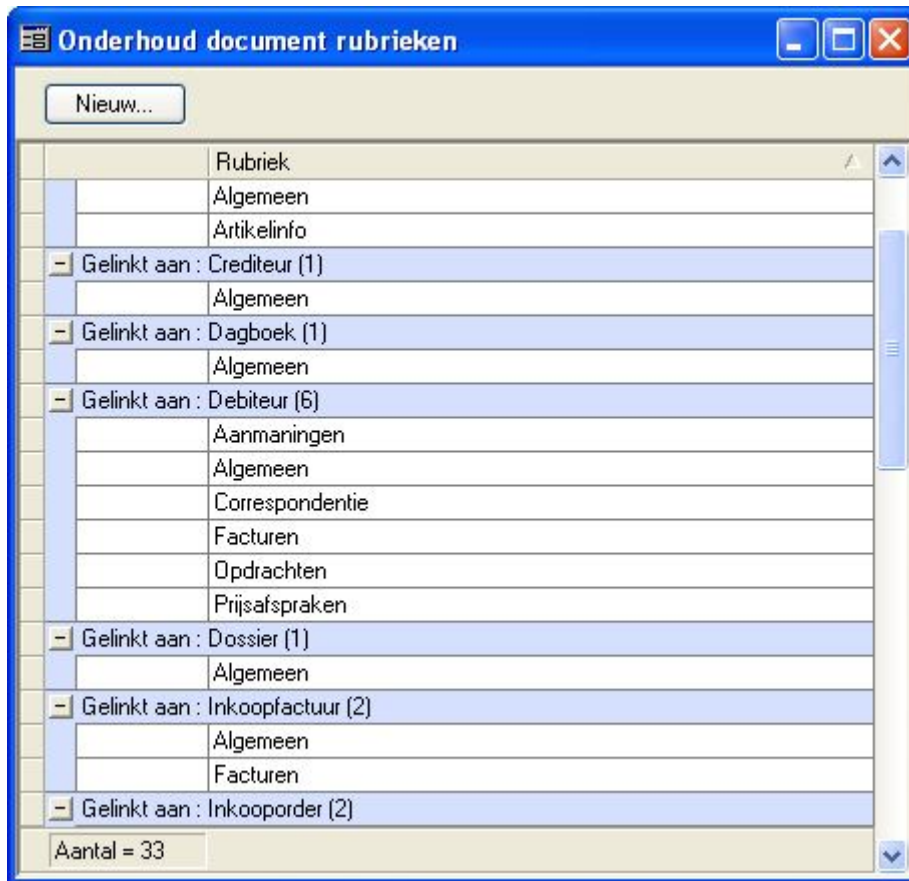 Onderhoud document rubrieken
Nieuw...
Rubriek
Algemeen
Artikelinfo
Gelinkt aan : Crediteur (1)
Algemeen
Gelinkt aan : Dagboek (1)
Algemeen
Gelinkt aan : Debiteur (6)
Aanmaningen
Algemeen
Correspondentie
Facturen
Opdrachten
Prijsafspraken
Gelinkt aan : Dossier (1)
Algemeen
Gelinkt aan : Inkoopfactuur (2)
Algemeen
Facturen
Gelinkt aan : Inkooporder (2)
Aantal = 33